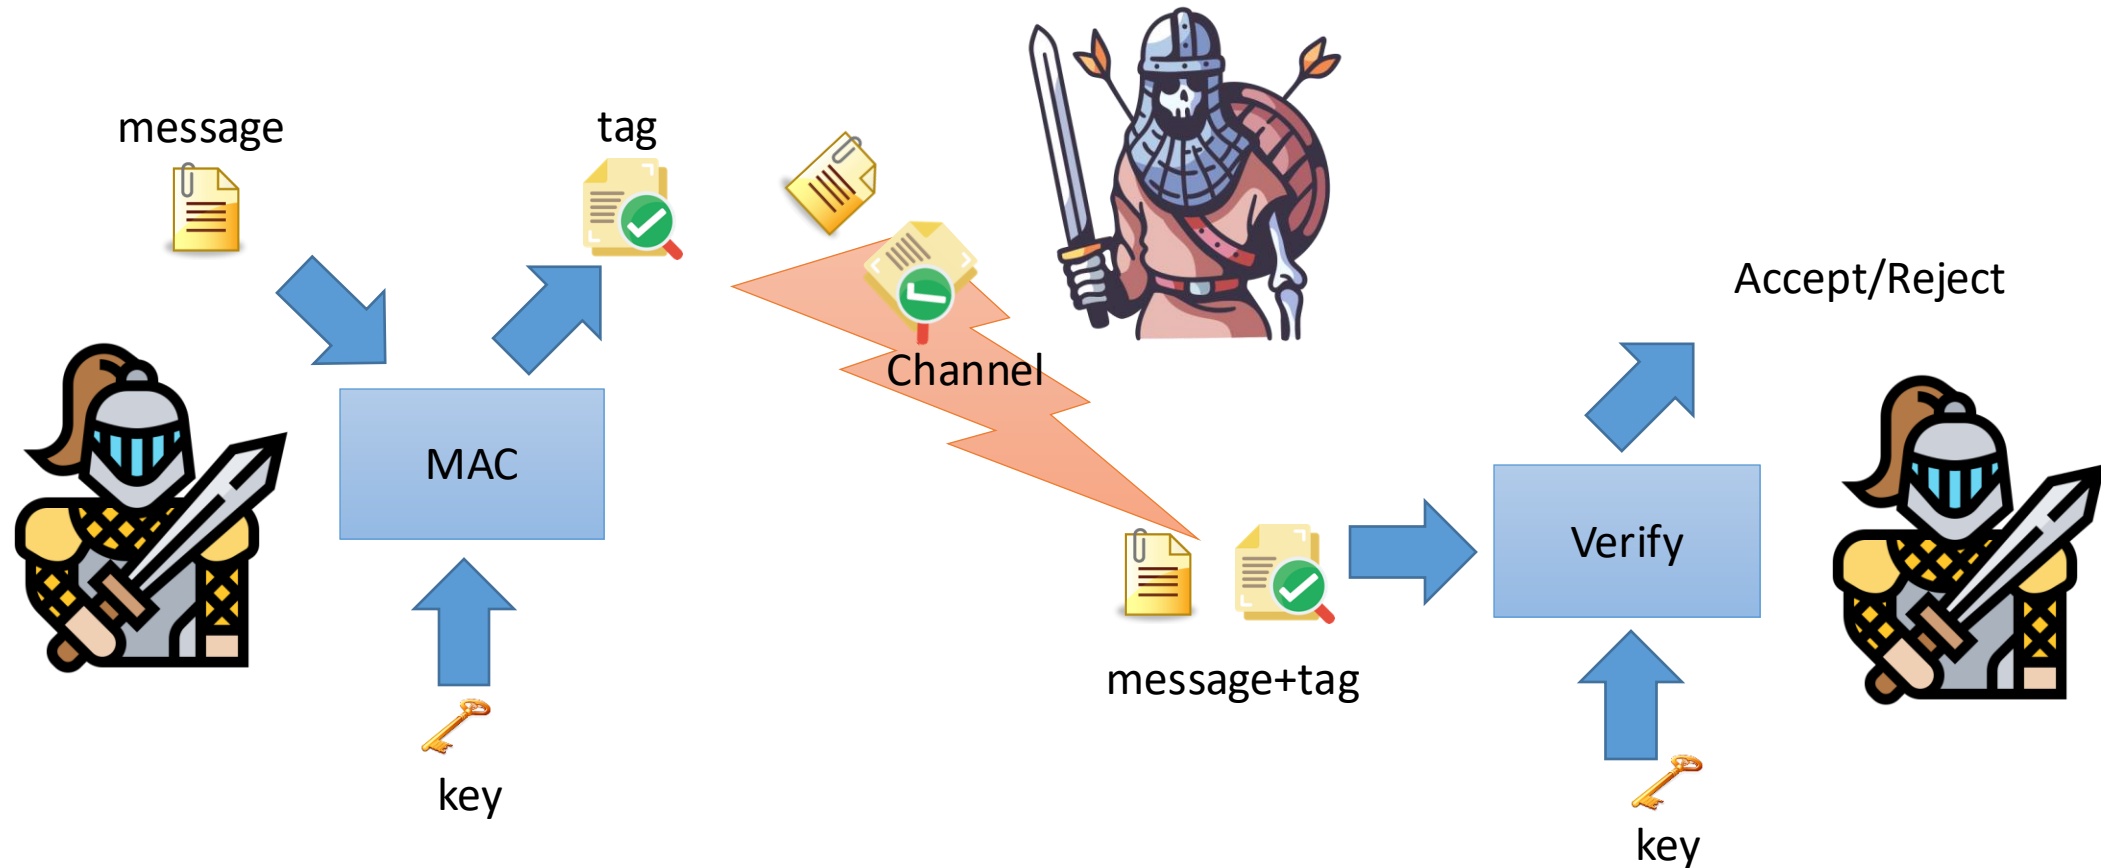 message
tag
Accept/Reject
Channel
MAC
Verify
message+tag
key
key